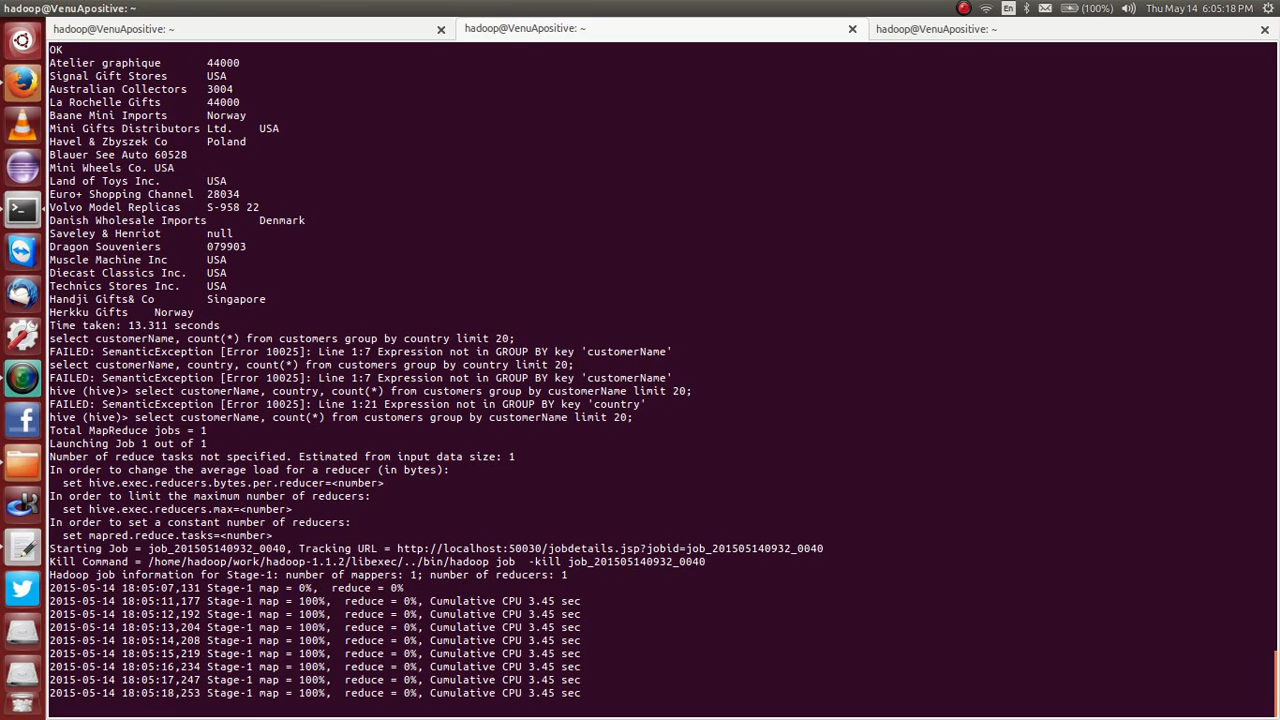 hadoop@VenuApositive: ~
En
(100%)
Thu May 14 6:05:18 PM
hadoop@VenuApositive: ~
hadoop@VenuApositive: ~
hadoop@VenuApositive: ~
OK
Atelier graphique 44000
Signal Gift Stores USA
Australian Collectors 3004
La Rochelle Gifts 44000
Baane Mini Imports Norway
Mini Gifts Distributors Ltd. USA
Havel & Zbyszek Co Poland
Blauer See Auto 60528
Mini Wheels Co. USA
Land of Toys Inc. USA
Euro+ Shopping Channel 28034
Volvo Model Replicas S-958 22
Danish Wholesale Imports Denmark
Saveley & Henriot null
Dragon Souveniers 079903
Muscle Machine Inc USA
Diecast Classics Inc. USA
Technics Stores Inc. USA
Handji Gifts& Co Singapore
Herkku Gifts Norway
Time taken: 13.311 seconds
select customerName, count(*) from customers group by country limit 20;
FAILED: SemanticException [Error 10025]: Line 1:7 Expression not in GROUP BY key 'customerName'
select customerName, country, count(*) from customers group by country limit 20;
FAILED: SemanticException [Error 10025]: Line 1:7 Expression not in GROUP BY key 'customerName'
hive (hive)> select customerName, country, count(*) from customers group by customerName limit 20;
FAILED: SemanticException [Error 10025]: Line 1:21 Expression not in GROUP BY key 'country'
hive (hive)> select customerName, count(*) from customers group by customerName limit 20;
Total MapReduce jobs = 1
Launching Job 1 out of 1
Number of reduce tasks not specified. Estimated from input data size: 1
In order to change the average load for a reducer (in bytes):
set hive.exec.reducers.bytes.per.reducer=<number>
In order to limit the maximum number of reducers:
set hive.exec.reducers.max=<number>
In order to set a constant number of reducers:
set mapred.reduce.tasks=<number>
Starting Job = job_201505140932_0040, Tracking URL = http://localhost:50030/jobdetails.jsp?jobid=job_201505140932_0040
Kill Command = /home/hadoop/work/hadoop-1.1.2/libexec/../bin/hadoop job  -kill job_201505140932_0040
Hadoop job information for Stage-1: number of mappers: 1; number of reducers: 1
2015-05-14 18:05:07,131 Stage-1 map = 0%,  reduce = 0%
2015-05-14 18:05:11,177 Stage-1 map = 100%,  reduce = 0%, Cumulative CPU 3.45 sec
2015-05-14 18:05:12,192 Stage-1 map = 100%,  reduce = 0%, Cumulative CPU 3.45 sec
2015-05-14 18:05:13,204 Stage-1 map = 100%,  reduce = 0%, Cumulative CPU 3.45 sec
2015-05-14 18:05:14,208 Stage-1 map = 100%,  reduce = 0%, Cumulative CPU 3.45 sec
2015-05-14 18:05:15,219 Stage-1 map = 100%,  reduce = 0%, Cumulative CPU 3.45 sec
2015-05-14 18:05:16,234 Stage-1 map = 100%,  reduce = 0%, Cumulative CPU 3.45 sec
2015-05-14 18:05:17,247 Stage-1 map = 100%,  reduce = 0%, Cumulative CPU 3.45 sec
2015-05-14 18:05:18,253 Stage-1 map = 100%,  reduce = 0%, Cumulative CPU 3.45 sec